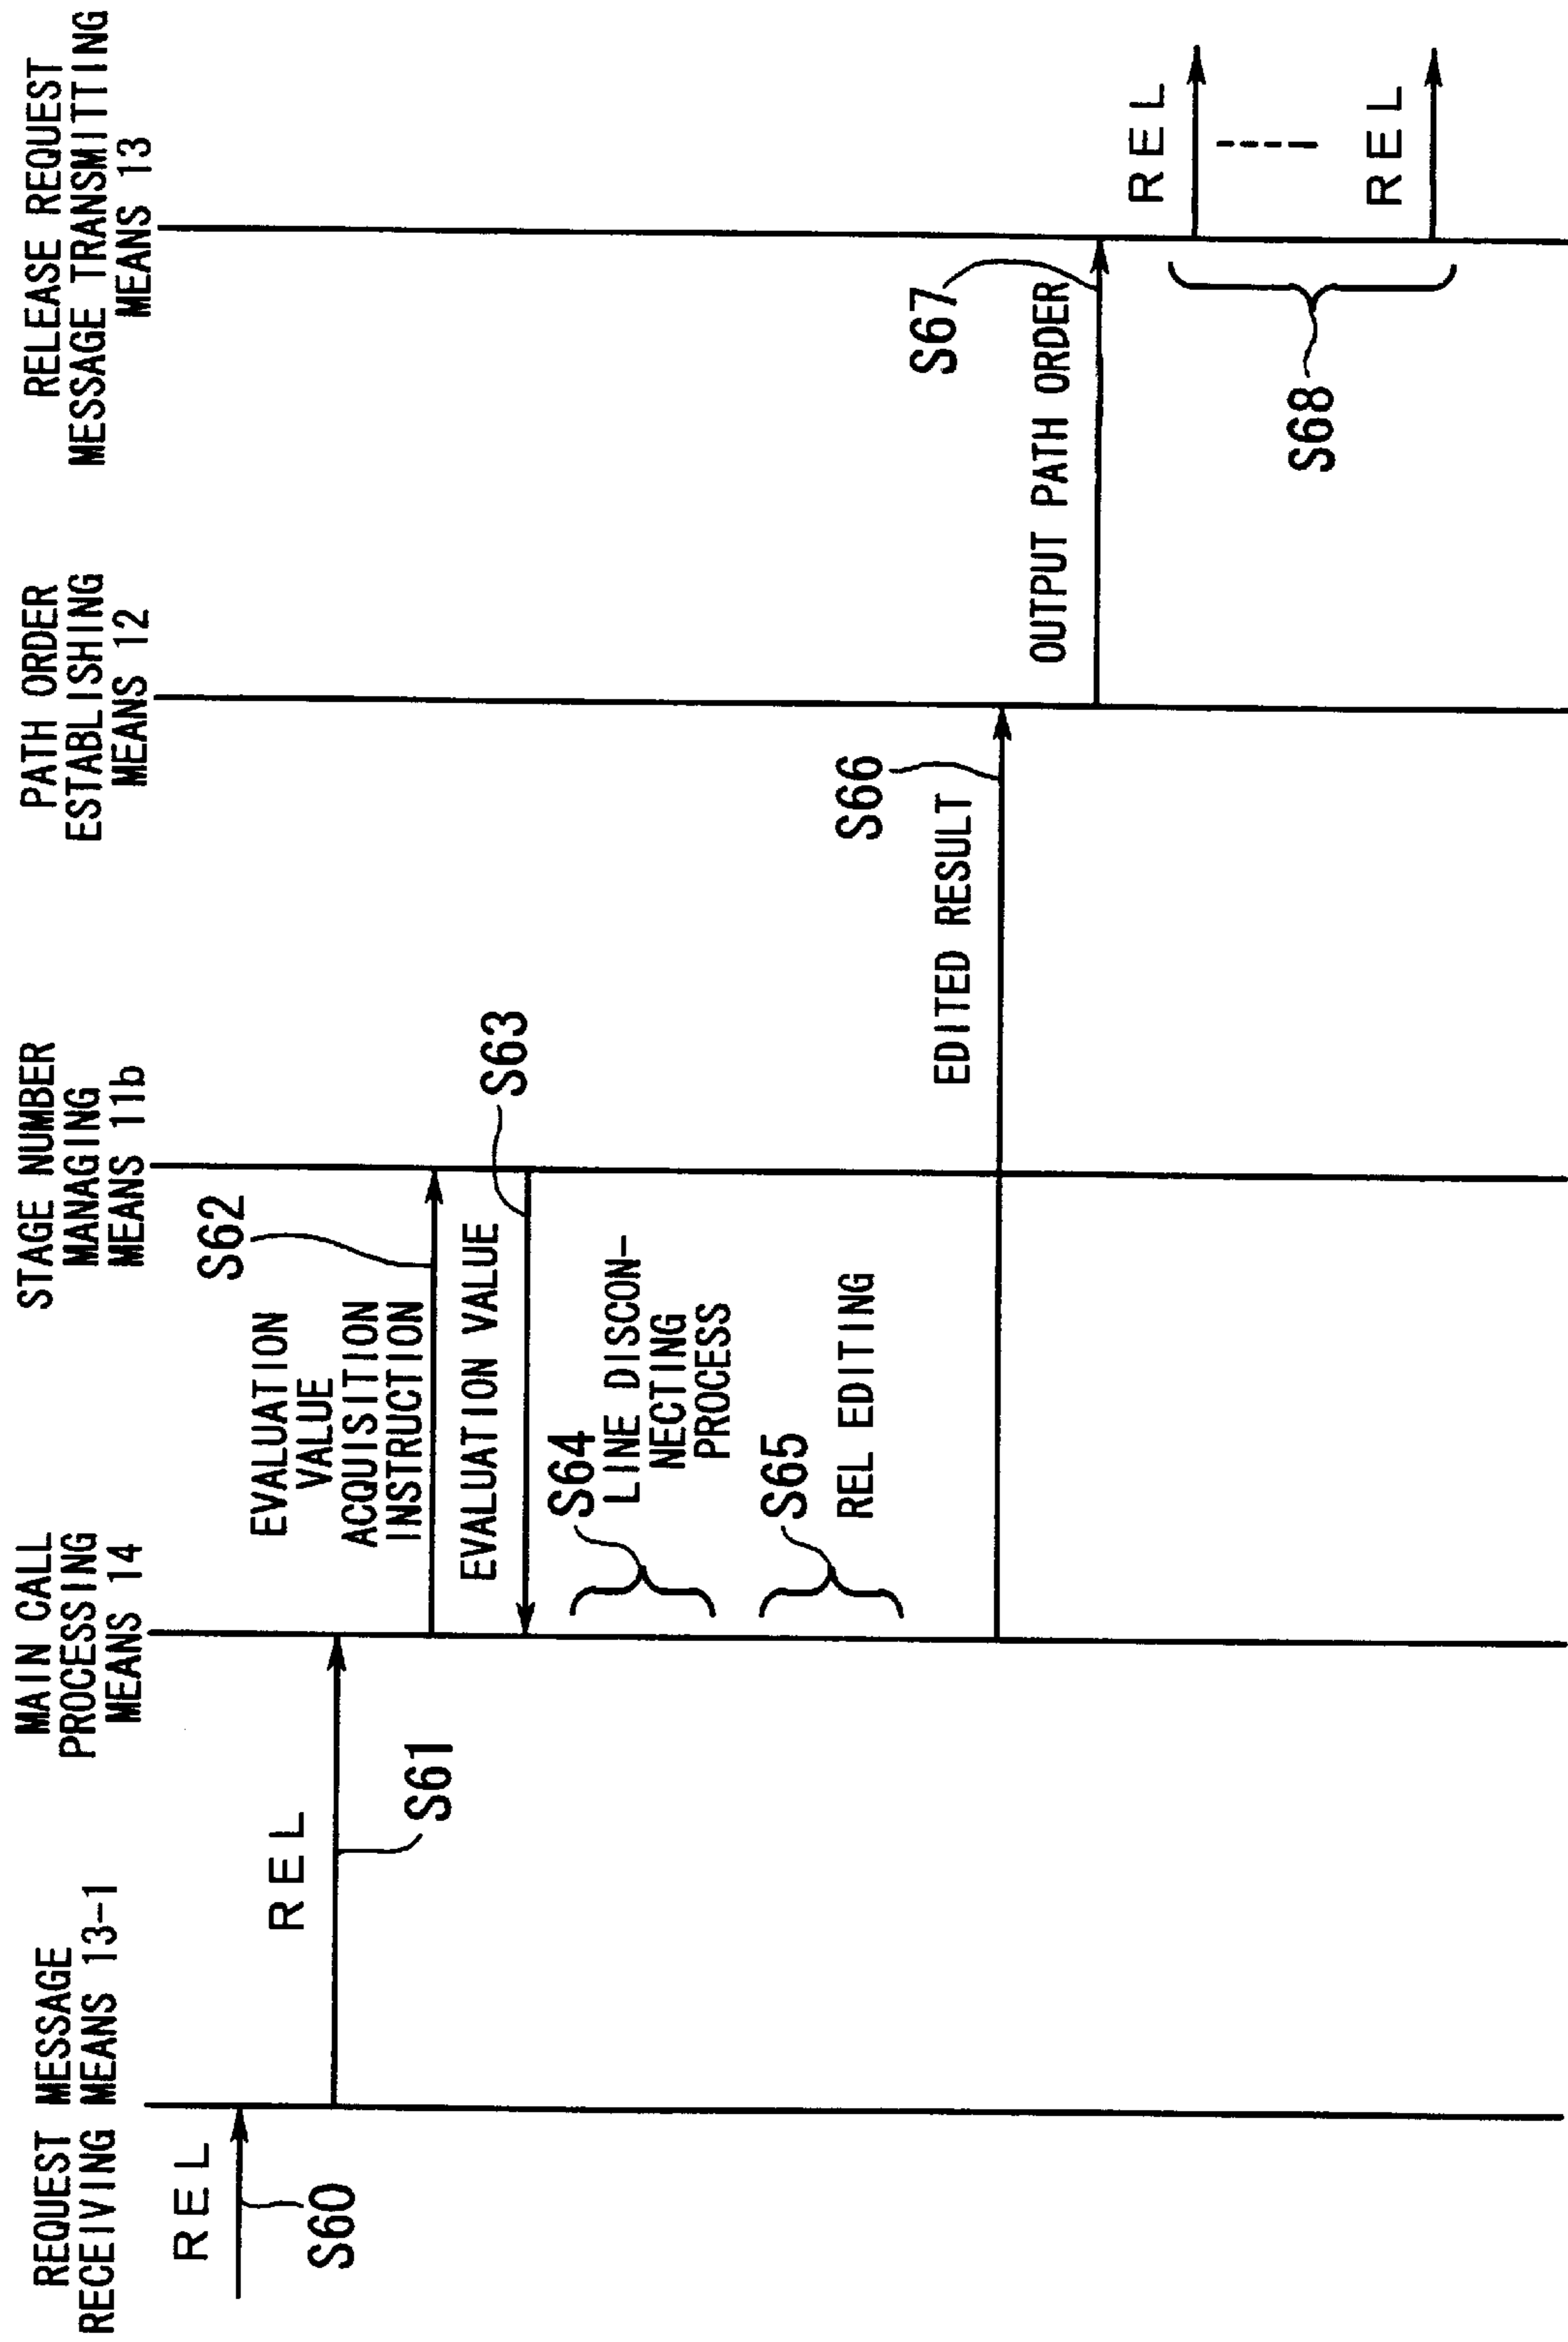 REQUEST MESSAGE
RECEIVING MEANS 13-1
MAIN CALL
PROCESSING
MEANS 14
STAGE NUMBER
MANAGING
MEANS 11b
PATH ORDER
ESTABLISHING
MEANS 12
RELEASE REQUEST
MESSAGE TRANSMITTING
MEANS 13
REL
S60
REL
S61
S62
EVALUATION
VALUE
ACQUISITION
INSTRUCTION
EVALUATION VALUE
S63
S64
LINE DISCON-
NECTING
PROCESS
S65
REL EDITING
S66
EDITED RESULT
S67
OUTPUT PATH ORDER
REL
REL
S68